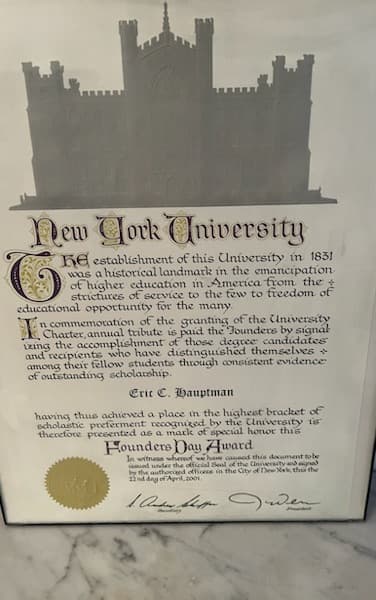 New York University
THE establishment of this University in 1831
was a historical landmark in the emancipation
of higher education in America from the
strictures of service to the few to freedom of
educational opportunity for the many.
In commemoration of the granting of the University
Charter, annual tribute is paid the Founders by signal
izing the accomplishment of those degree candidates
and recipients who have distinguished themselves
among their fellow students through consistent evidence
of outstanding scholarship.
Eric C. Hauptman
having thus achieved a place in the highest bracket of
scholastic preferment recognized by the University is
therefore presented as a mark of special honor this
Founders Day Award
In witness whereof we have caused this document to be
issued under the official Seal of the University and signed
by the authorized officers in the City of New York, this the
22nd day of April, 2001.
Secretary
President